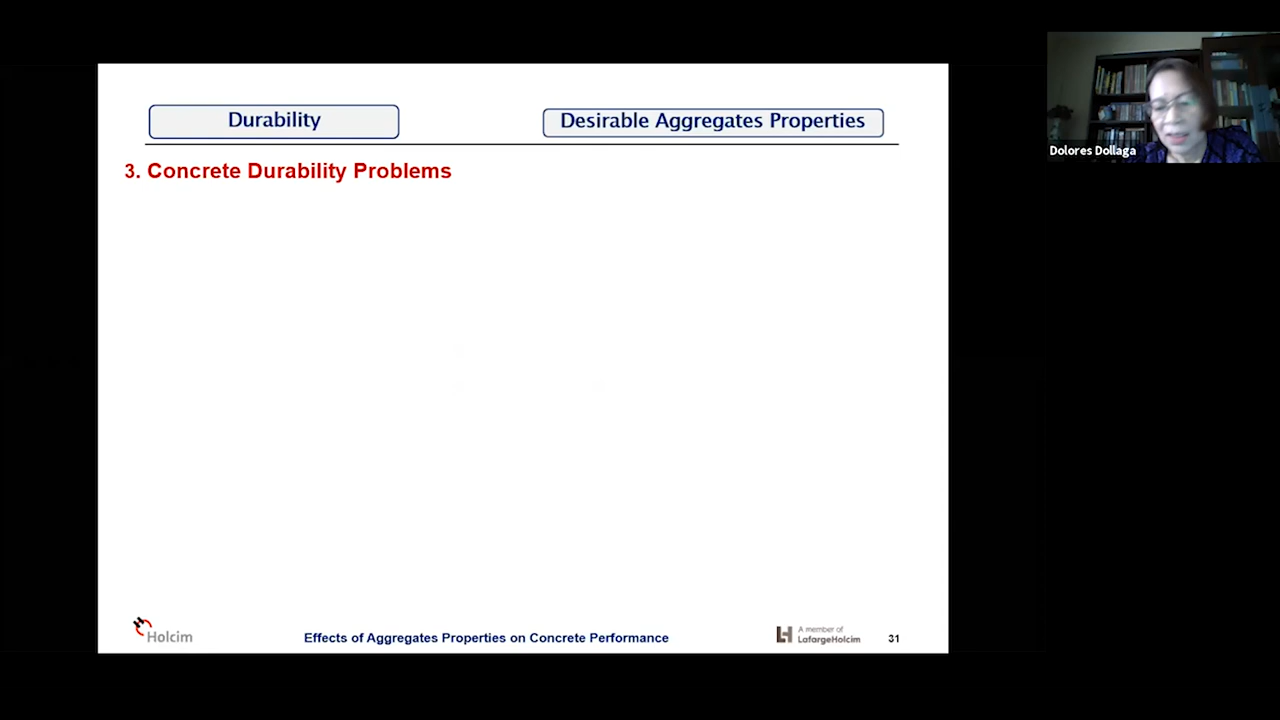 Durability
Desirable Aggregates Properties
3. Concrete Durability Problems
Dolores Dollaga
Holcim
Effects of Aggregates Properties on Concrete Performance
A member of
LafargeHolcim
31